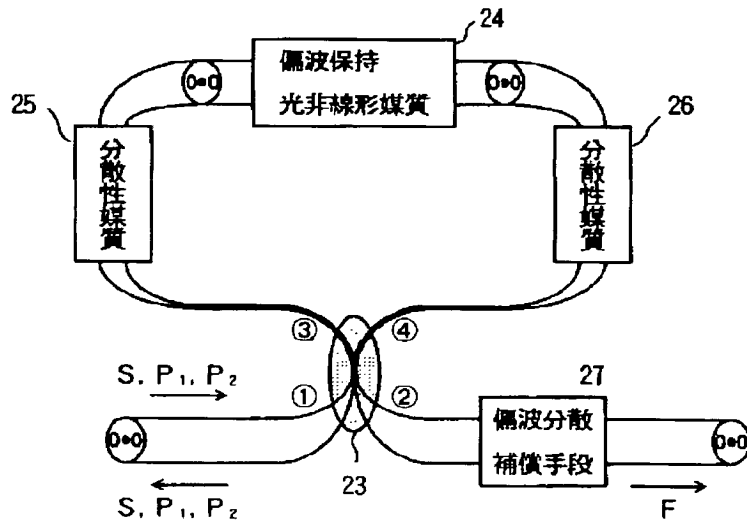 24
偏波保持
光非線形媒質
25
26
分散性媒質
分散性媒質
③
④
S, P₁, P₂
①
②
27
偏波分散
補償手段
23
S, P₁, P₂
F